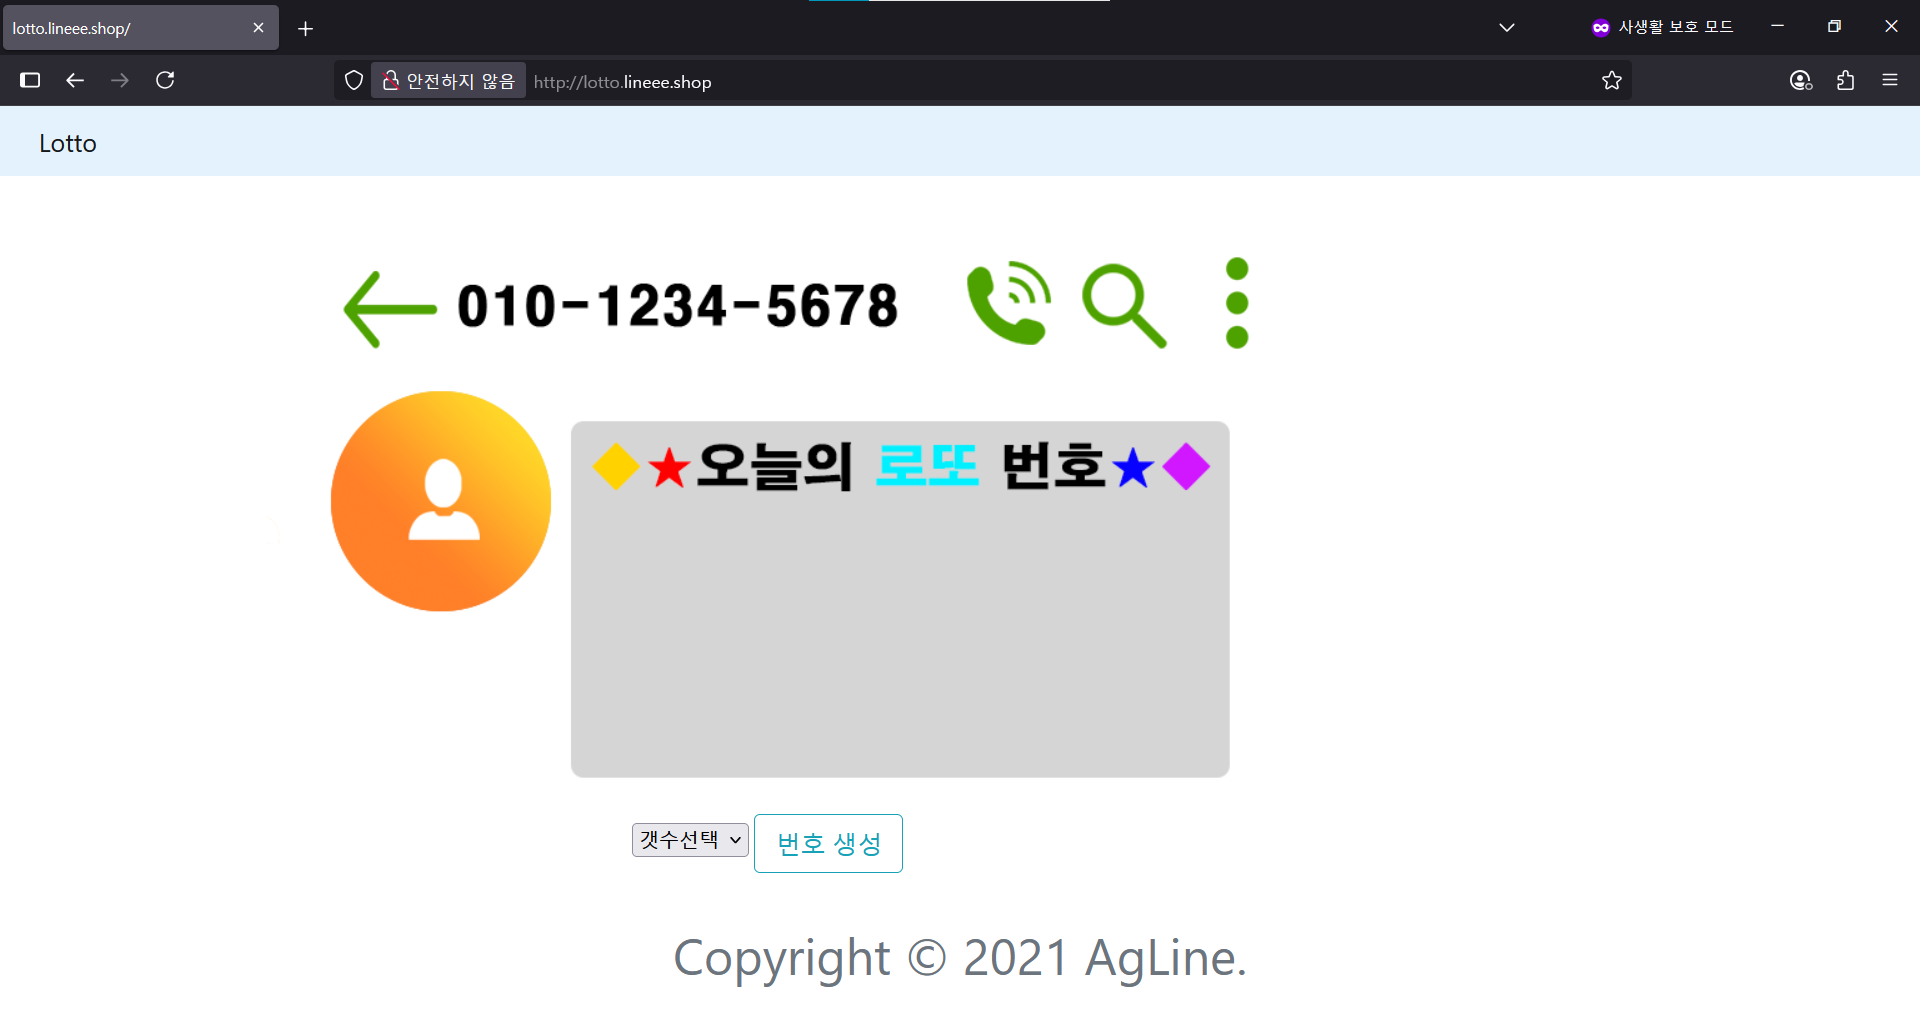 lotto.lineee.shop/
사생활 보호 모드
안전하지 않음 http://lotto.lineee.shop
Lotto
010-1234-5678
◆★오늘의 로또 번호★◆
갯수선택
번호 생성
Copyright © 2021 AgLine.